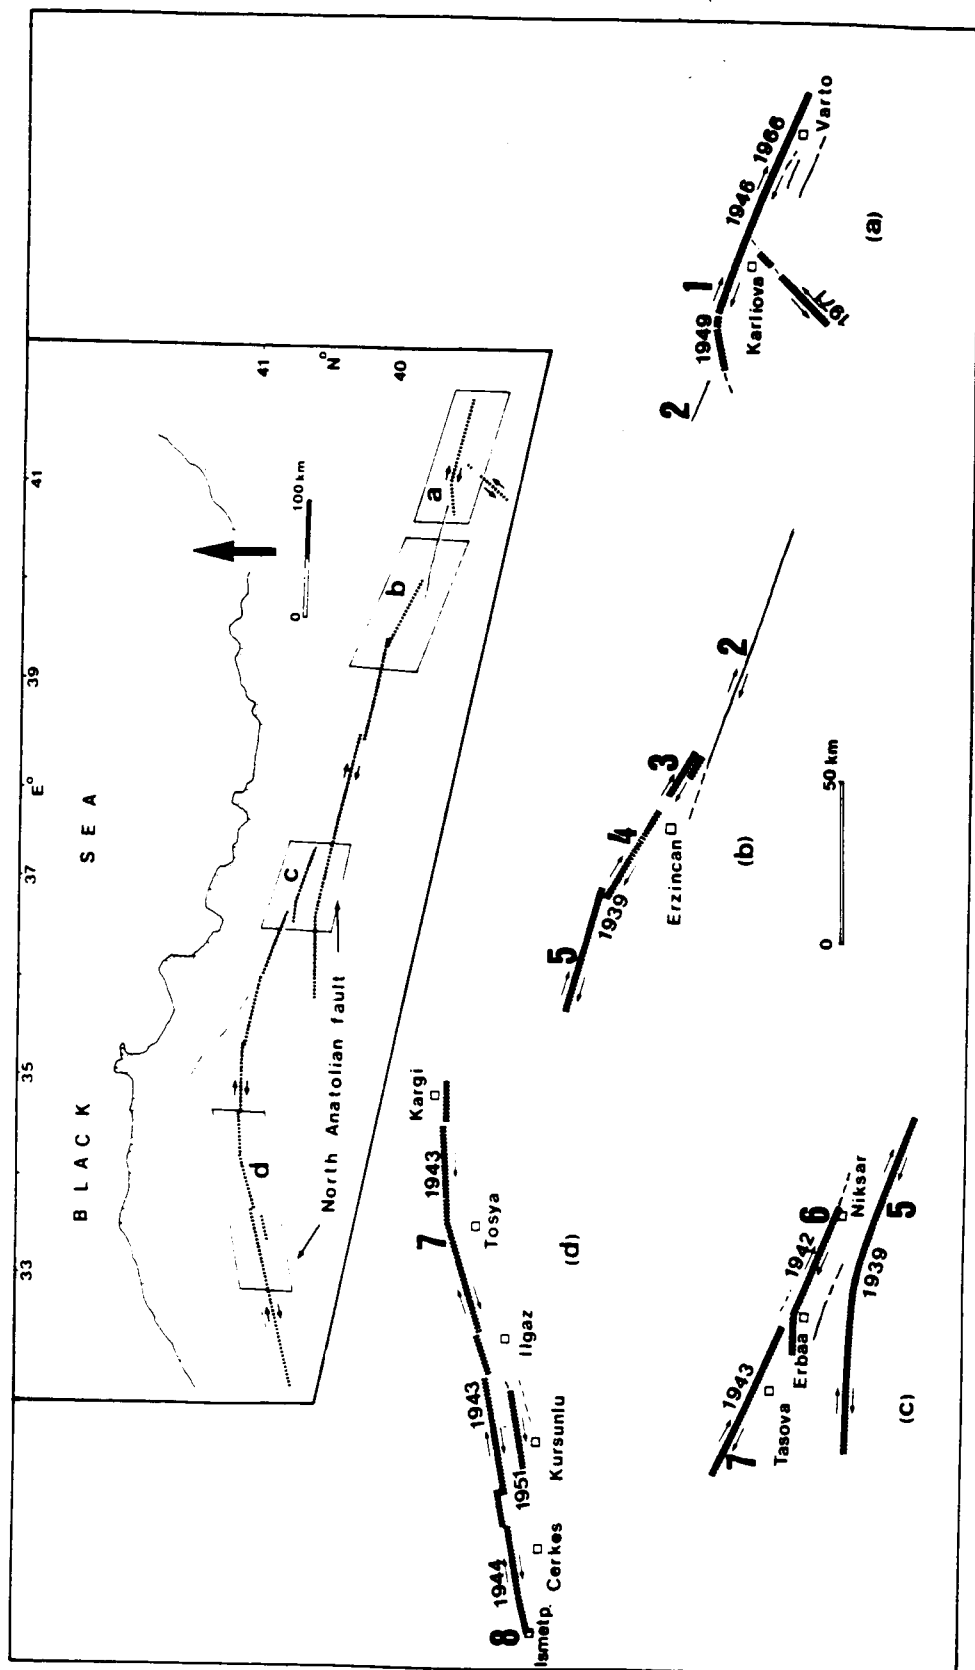 BLACK SEA
33
35
37
E°
39
41
41
°N
40
0 100 km
North Anatolian fault
a
b
c
d
8
Ismetp.
1944
Cerkes
1951
Kursunlu
1943
Ilgaz
7
Tosya
1943
Kargi
(d)
5
1939
4
Erzincan
3
2
(b)
0 50 km
2
1949
1
Karliova
1946
1966
Varto
1971
(a)
7
1943
Tasova
Erbaa
1942
6
Niksar
1939
5
(c)